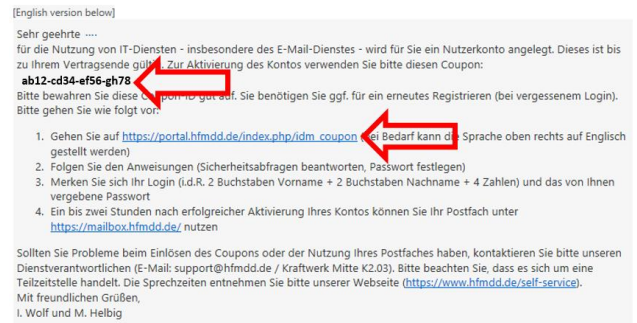 [English version below]
Sehr geehrte ....
für die Nutzung von IT-Diensten - insbesondere des E-Mail-Dienstes - wird für Sie ein Nutzerkonto angelegt. Dieses ist bis
zu Ihrem Vertragsende Zur Aktivierung des Kontos verwenden Sie bitte diesen Coupon:
ab12-cd34-ef56-gh78
Bitte bewahren Sie diese gut auf. Sie benötigen Sie ggf. für ein erneutes Registrieren (bei vergessenem Login).
Bitte gehen Sie wie folgt vor:
1. Gehen Sie auf https://portal.hfmdd.de/index.php/idm_coupon (Bei Bedarf kann die Sprache oben rechts auf Englisch
gestellt werden)
2. Folgen Sie den Anweisungen (Sicherheitsabfragen beantworten, Passwort festlegen)
3. Merken Sie sich Ihr Login (i.d.R. 2 Buchstaben Vorname + 2 Buchstaben Nachname + 4 Zahlen) und das von Ihnen
vergebene Passwort
4. Ein bis zwei Stunden nach erfolgreicher Aktivierung Ihres Kontos können Sie Ihr Postfach unter
https://mailbox.hfmdd.de/ nutzen
Sollten Sie Probleme beim Einlösen des Coupons oder der Nutzung Ihres Postfaches haben, kontaktieren Sie bitte unseren
Dienstverantwortlichen (E-Mail: support@hfmdd.de / Kraftwerk Mitte K2.03). Bitte beachten Sie, dass es sich um eine
Teilzeitstelle handelt. Die Sprechzeiten entnehmen Sie bitte unserer Webseite (https://www.hfmdd.de/self-service).
Mit freundlichen Grüßen,
I. Wolf und M. Helbig